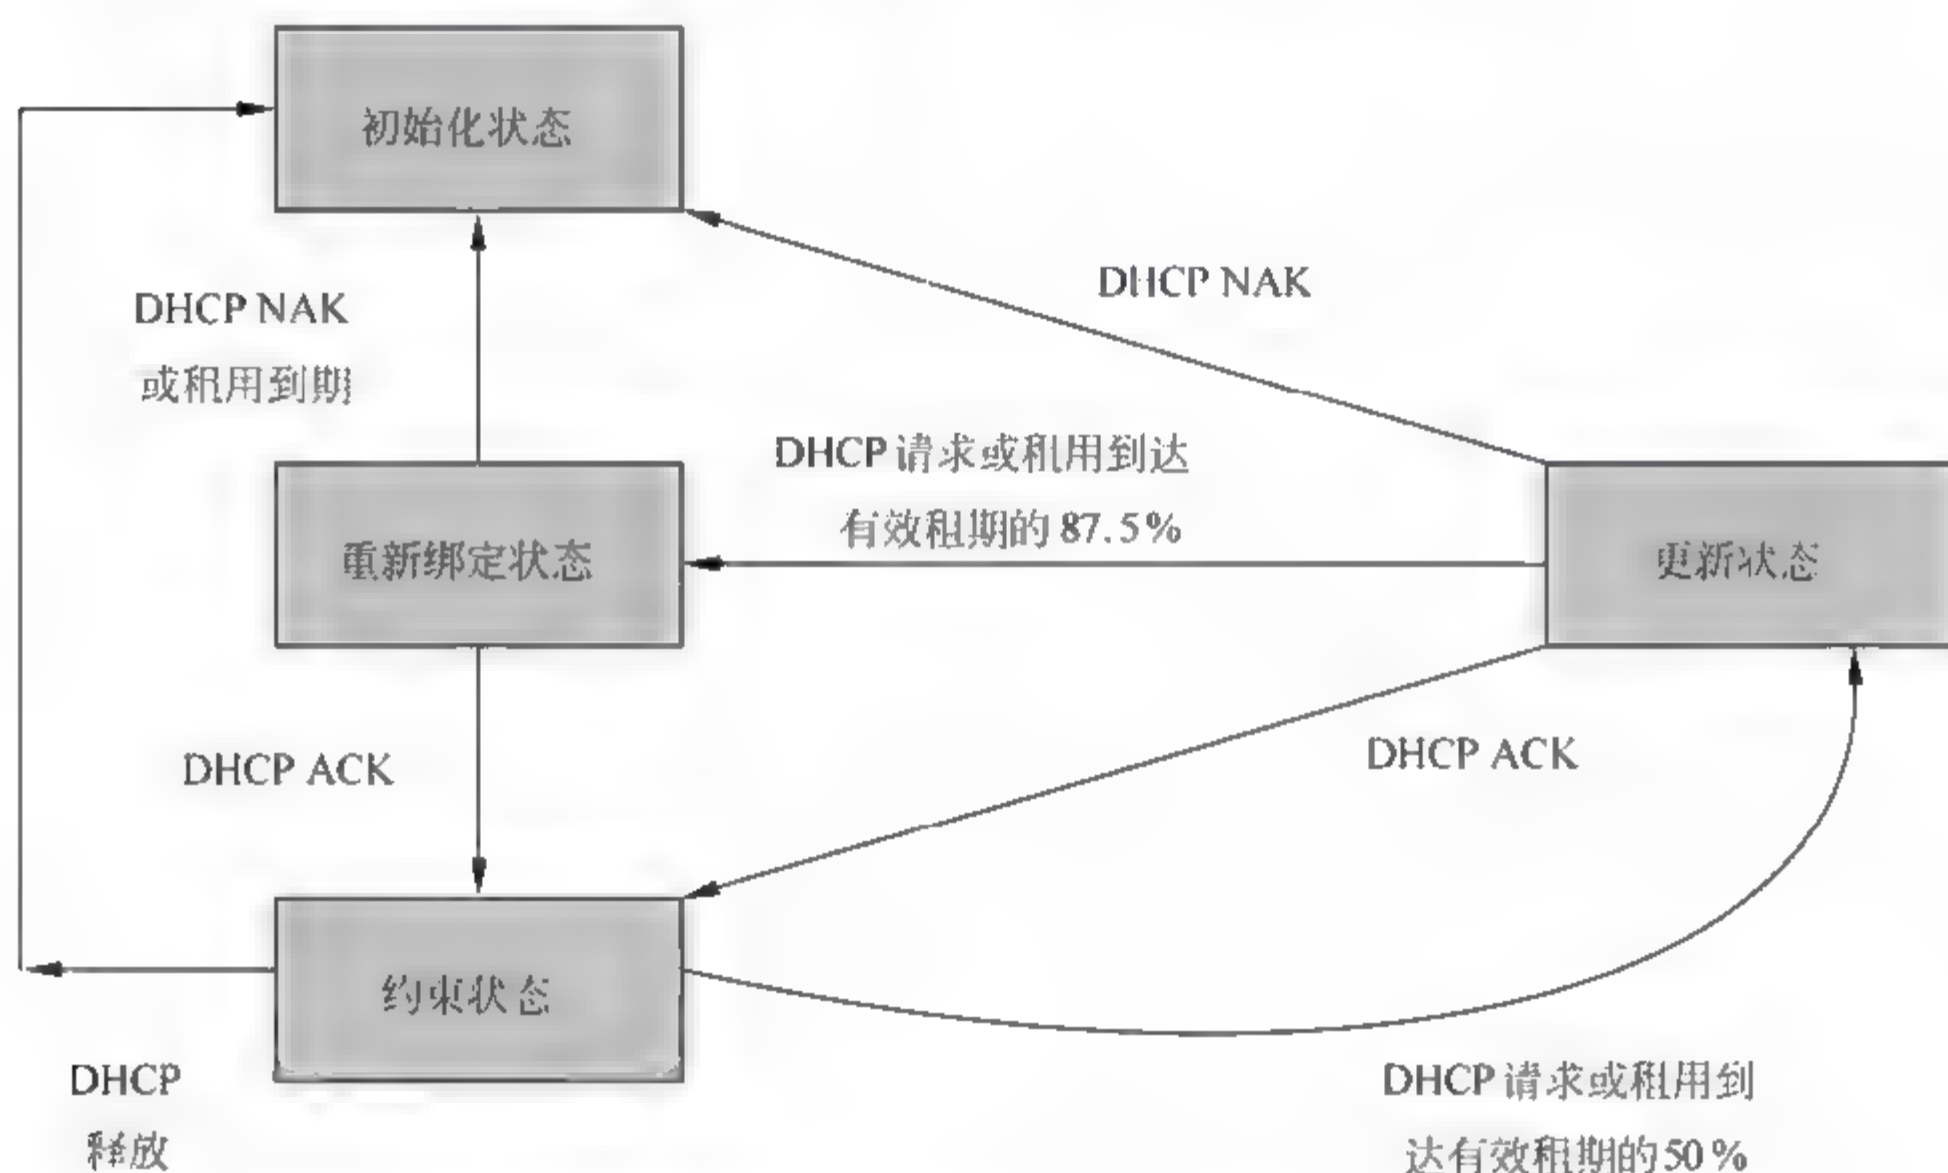 初始化状态
DHCP NAK
DHCP NAK
或租用到期
DHCP 请求或租用到达
有效租期的 87.5%
重新绑定状态
更新状态
DHCP ACK
DHCP ACK
约束状态
DHCP
释放
DHCP 请求或租用到
达有效租期的 50%